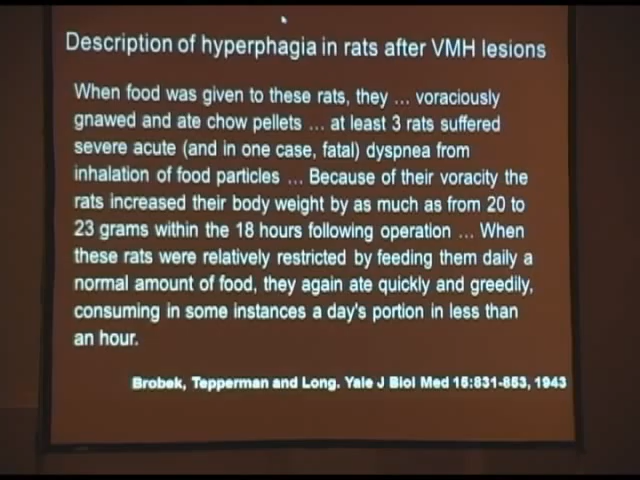 Description of hyperphagia in rats after VMH lesions
When food was given to these rats, they ... voraciously
gnawed and ate chow pellets ... at least 3 rats suffered
severe acute (and in one case, fatal) dyspnea from
inhalation of food particles ... Because of their voracity the
rats increased their body weight by as much as from 20 to
23 grams within the 18 hours following operation ... When
these rats were relatively restricted by feeding them daily a
normal amount of food, they again ate quickly and greedily,
consuming in some instances a day's portion in less than
an hour.
Brobek, Tepperman and Long. Yale J Biol Med 15:831-853, 1943